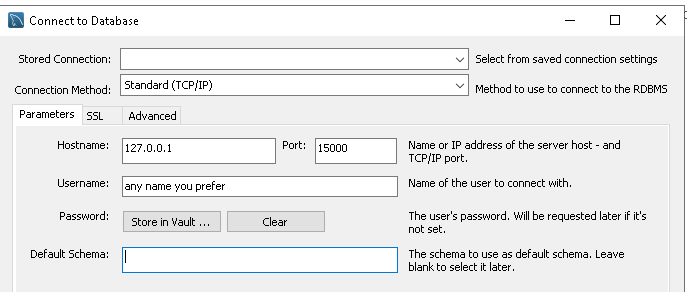 Connect to Database
Stored Connection:
Select from saved connection settings
Connection Method: Standard (TCP/IP) Method to use to connect to the RDBMS
Parameters SSL Advanced
Hostname: 127.0.0.1 Port: 15000 Name or IP address of the server host - and
TCP/IP port.
Username: any name you prefer Name of the user to connect with.
Password: Store in Vault ... Clear The user's password. Will be requested later if it's
not set.
Default Schema: The schema to use as default schema. Leave
blank to select it later.